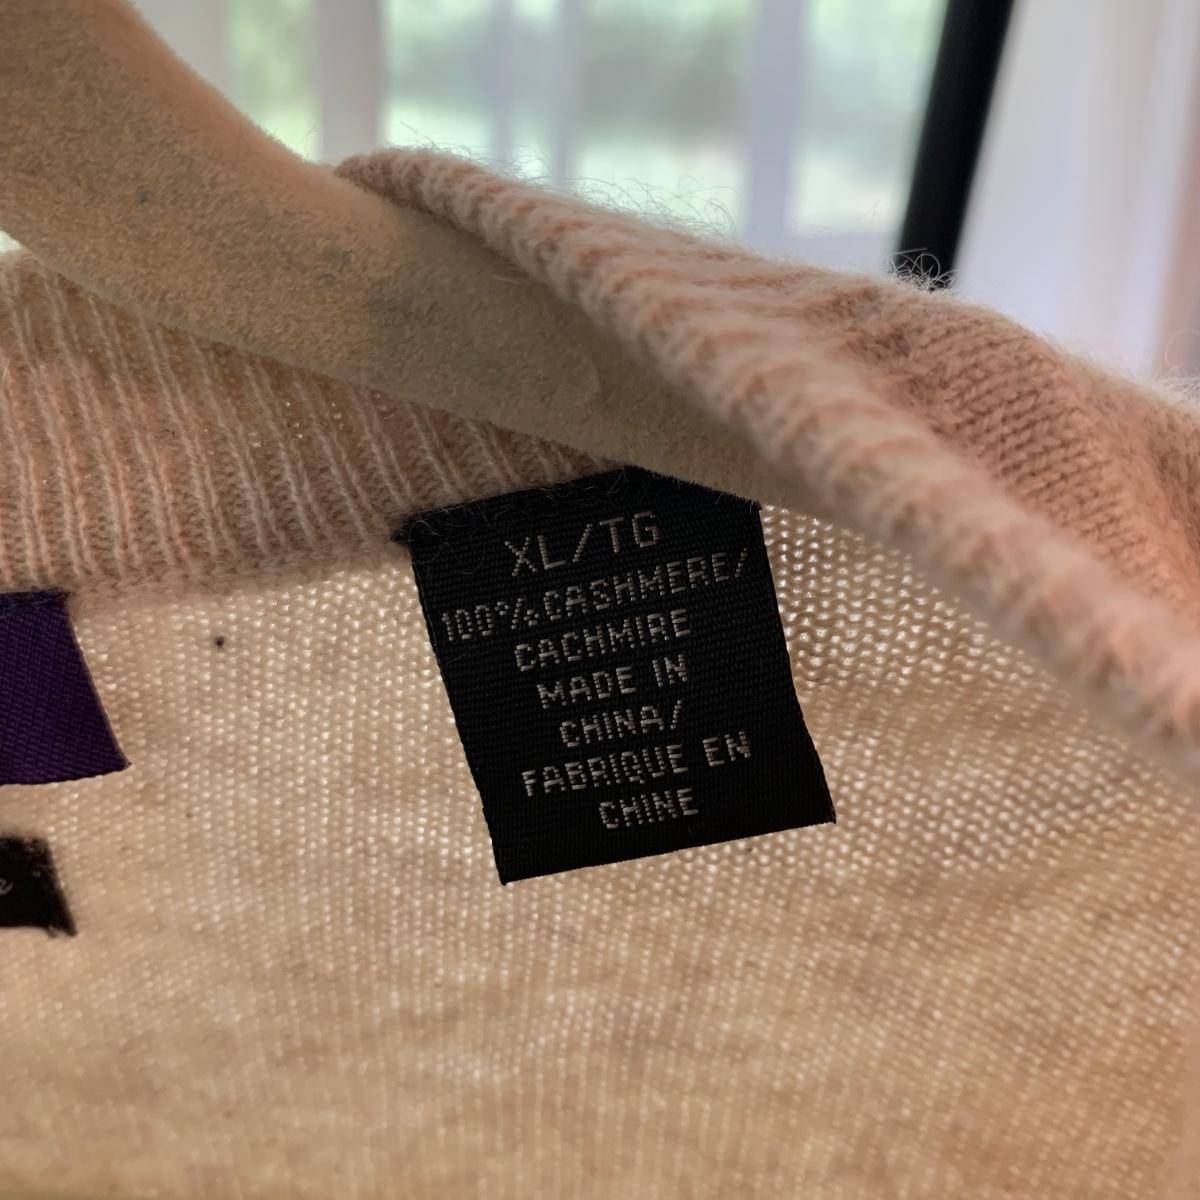 XL/TG
100%CASHMERE/
CACHMIRE
MADE IN
CHINA/
FABRIQUE EN
CHINE